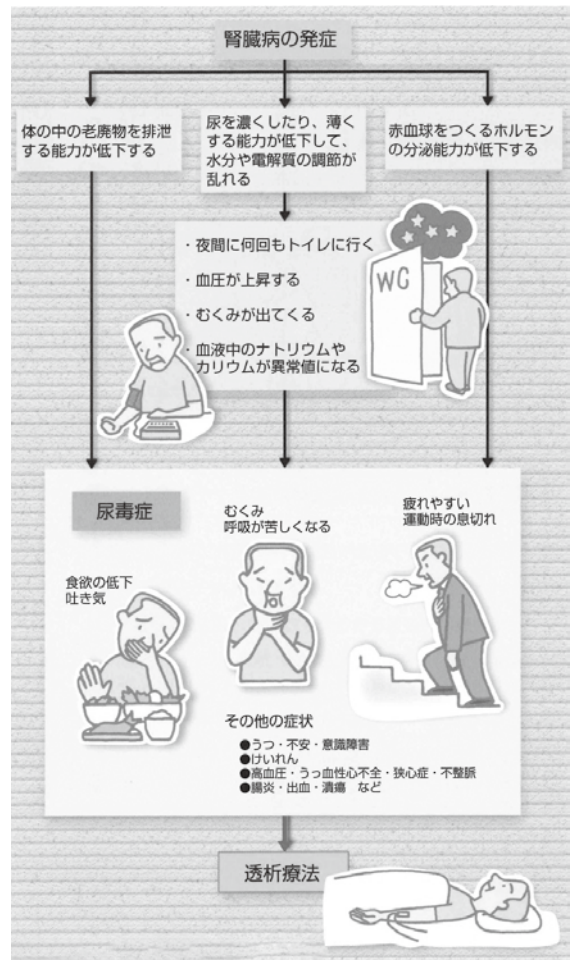 腎臓病の発症
体の中の老廃物を排泄
する能力が低下する
尿を濃くしたり、薄く
する能力が低下して、
水分や電解質の調節が
乱れる
赤血球をつくるホルモン
の分泌能力が低下する
・夜間に何回もトイレに行く
・血圧が上昇する
・むくみが出てくる
・血液中のナトリウムや
カリウムが異常値になる
WC
尿毒症
食欲の低下
吐き気
むくみ
呼吸が苦しくなる
疲れやすい
運動時の息切れ
その他の症状
●うつ・不安・意識障害
●けいれん
●高血圧・うっ血性心不全・狭心症・不整脈
●腸炎・出血・潰瘍 など
透析療法